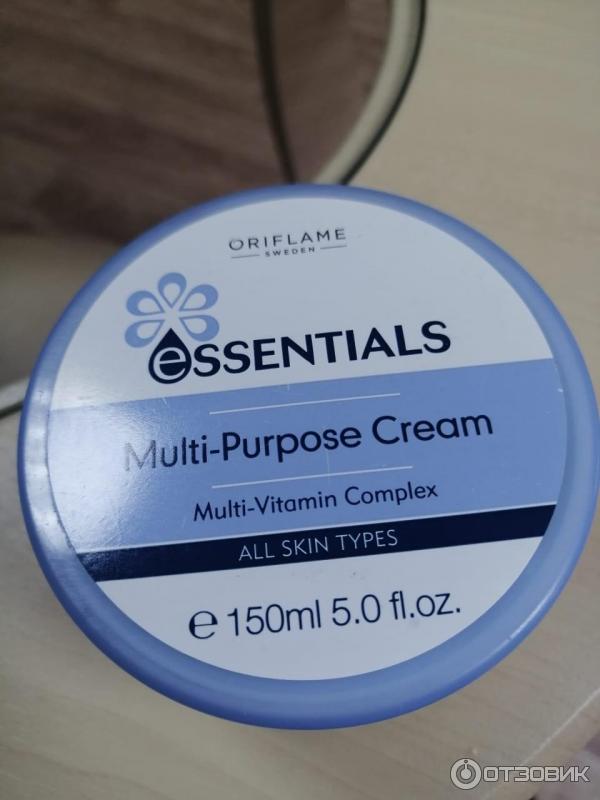 ORIFLAME
SWEDEN
eSSENTIALS
Multi-Purpose Cream
Multi-Vitamin Complex
ALL SKIN TYPES
℮ 150ml 5.0 fl.oz.
ОТЗОВИК